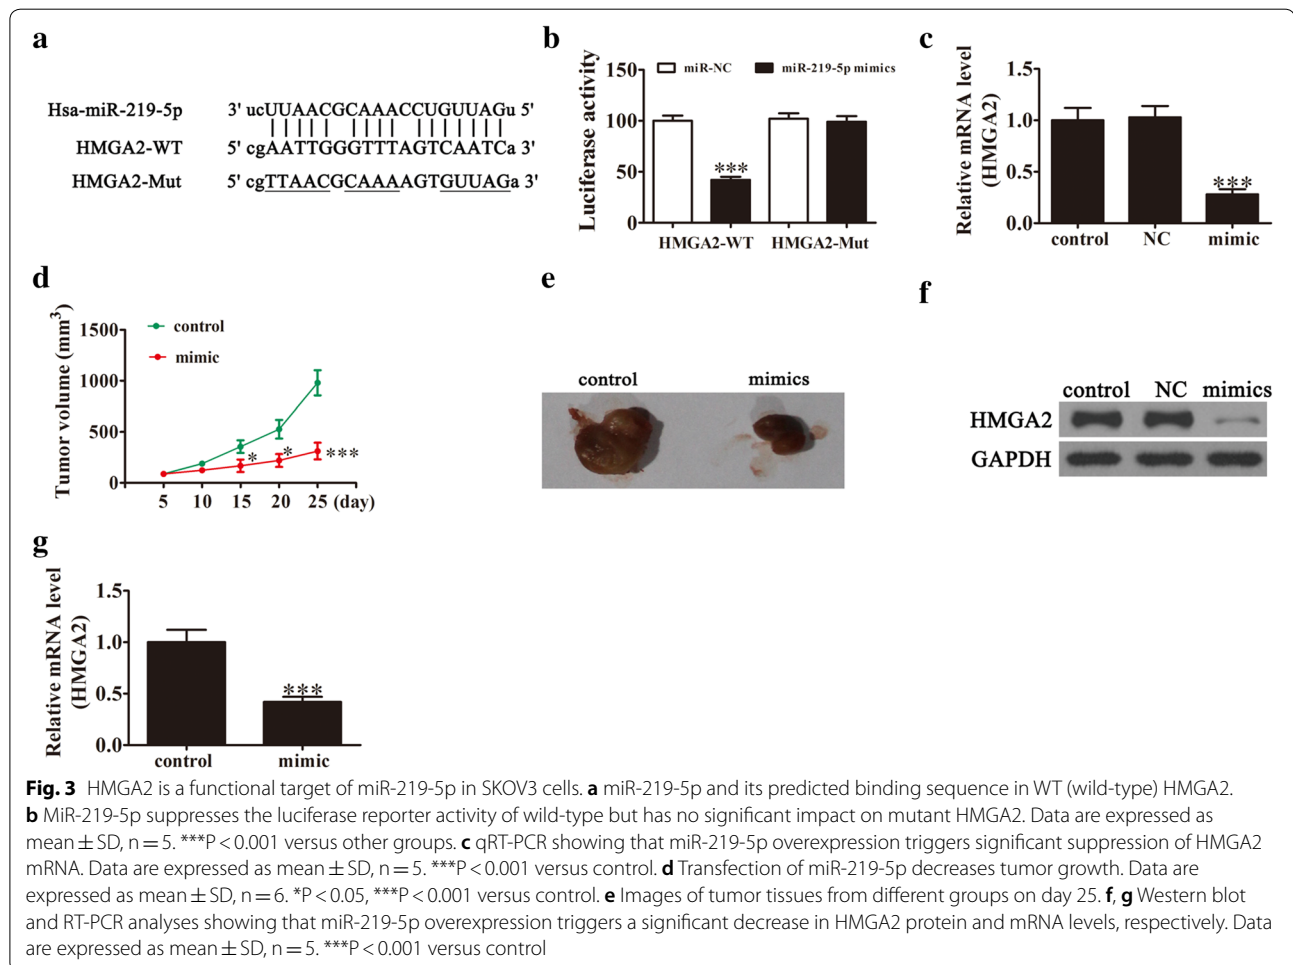 a
Hsa-miR-219-5p 3' ucUUAACGCAAACCUGUUAGu 5'
HMGA2-WT 5' cgAATTGGGTTTAGTCAATCa 3'
HMGA2-Mut 5' cgTTAACGCAAAAGTGUUAGa 3'
b
miR-NC miR-219-5p mimics
Luciferase activity
150
100
50
0
***
HMGA2-WT HMGA2-Mut
c
Relative mRNA level
(HMGA2)
1.5
1.0
0.5
0.0
***
control NC mimic
d
Tumor volume (mm³)
1500
1000
500
0
control
mimic
* * ***
5 10 15 20 25 (day)
e
control mimics
f
control NC mimics
HMGA2
GAPDH
g
Relative mRNA level
(HMGA2)
1.5
1.0
0.5
0.0
***
control mimic
Fig. 3 HMGA2 is a functional target of miR-219-5p in SKOV3 cells. a miR-219-5p and its predicted binding sequence in WT (wild-type) HMGA2.
b MiR-219-5p suppresses the luciferase reporter activity of wild-type but has no significant impact on mutant HMGA2. Data are expressed as
mean ± SD, n = 5. ***P < 0.001 versus other groups. c qRT-PCR showing that miR-219-5p overexpression triggers significant suppression of HMGA2
mRNA. Data are expressed as mean ± SD, n = 5. ***P < 0.001 versus control. d Transfection of miR-219-5p decreases tumor growth. Data are
expressed as mean ± SD, n = 6. *P < 0.05, ***P < 0.001 versus control. e Images of tumor tissues from different groups on day 25. f, g Western blot
and RT-PCR analyses showing that miR-219-5p overexpression triggers a significant decrease in HMGA2 protein and mRNA levels, respectively. Data
are expressed as mean ± SD, n = 5. ***P < 0.001 versus control